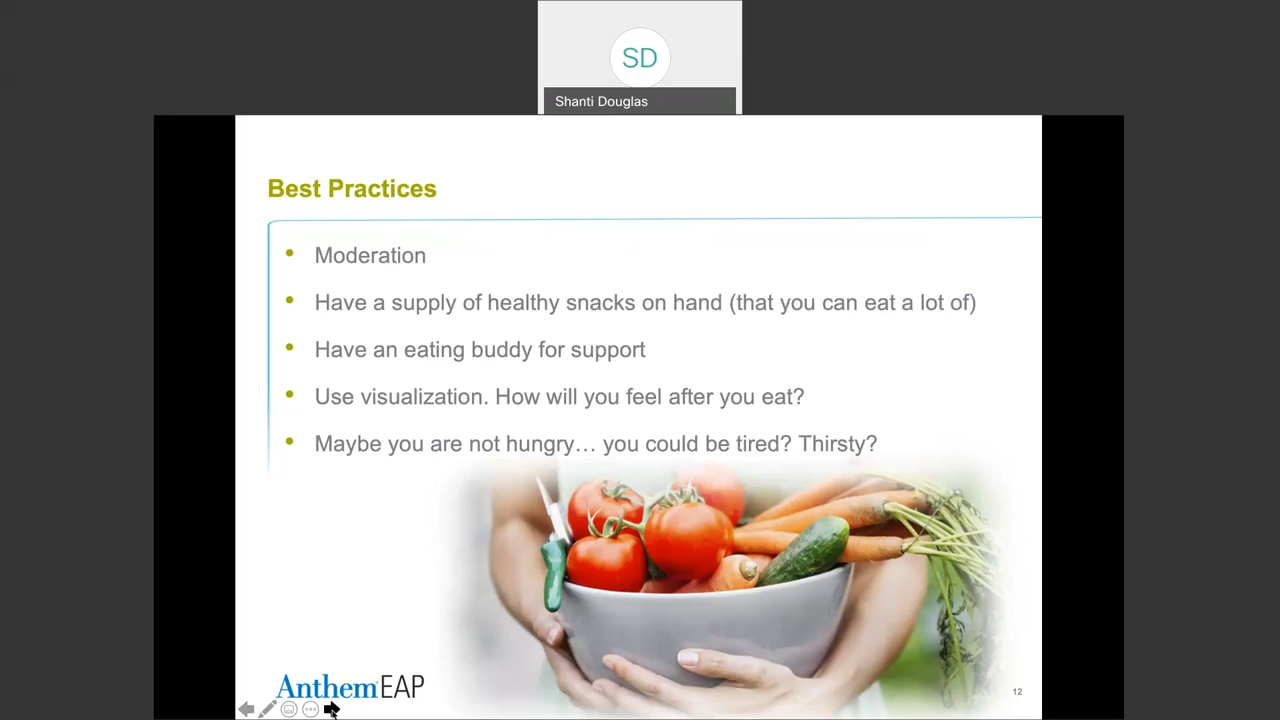 SD
Shanti Douglas
Best Practices
• Moderation
• Have a supply of healthy snacks on hand (that you can eat a lot of)
• Have an eating buddy for support
• Use visualization. How will you feel after you eat?
• Maybe you are not hungry… you could be tired? Thirsty?
Anthem EAP
12